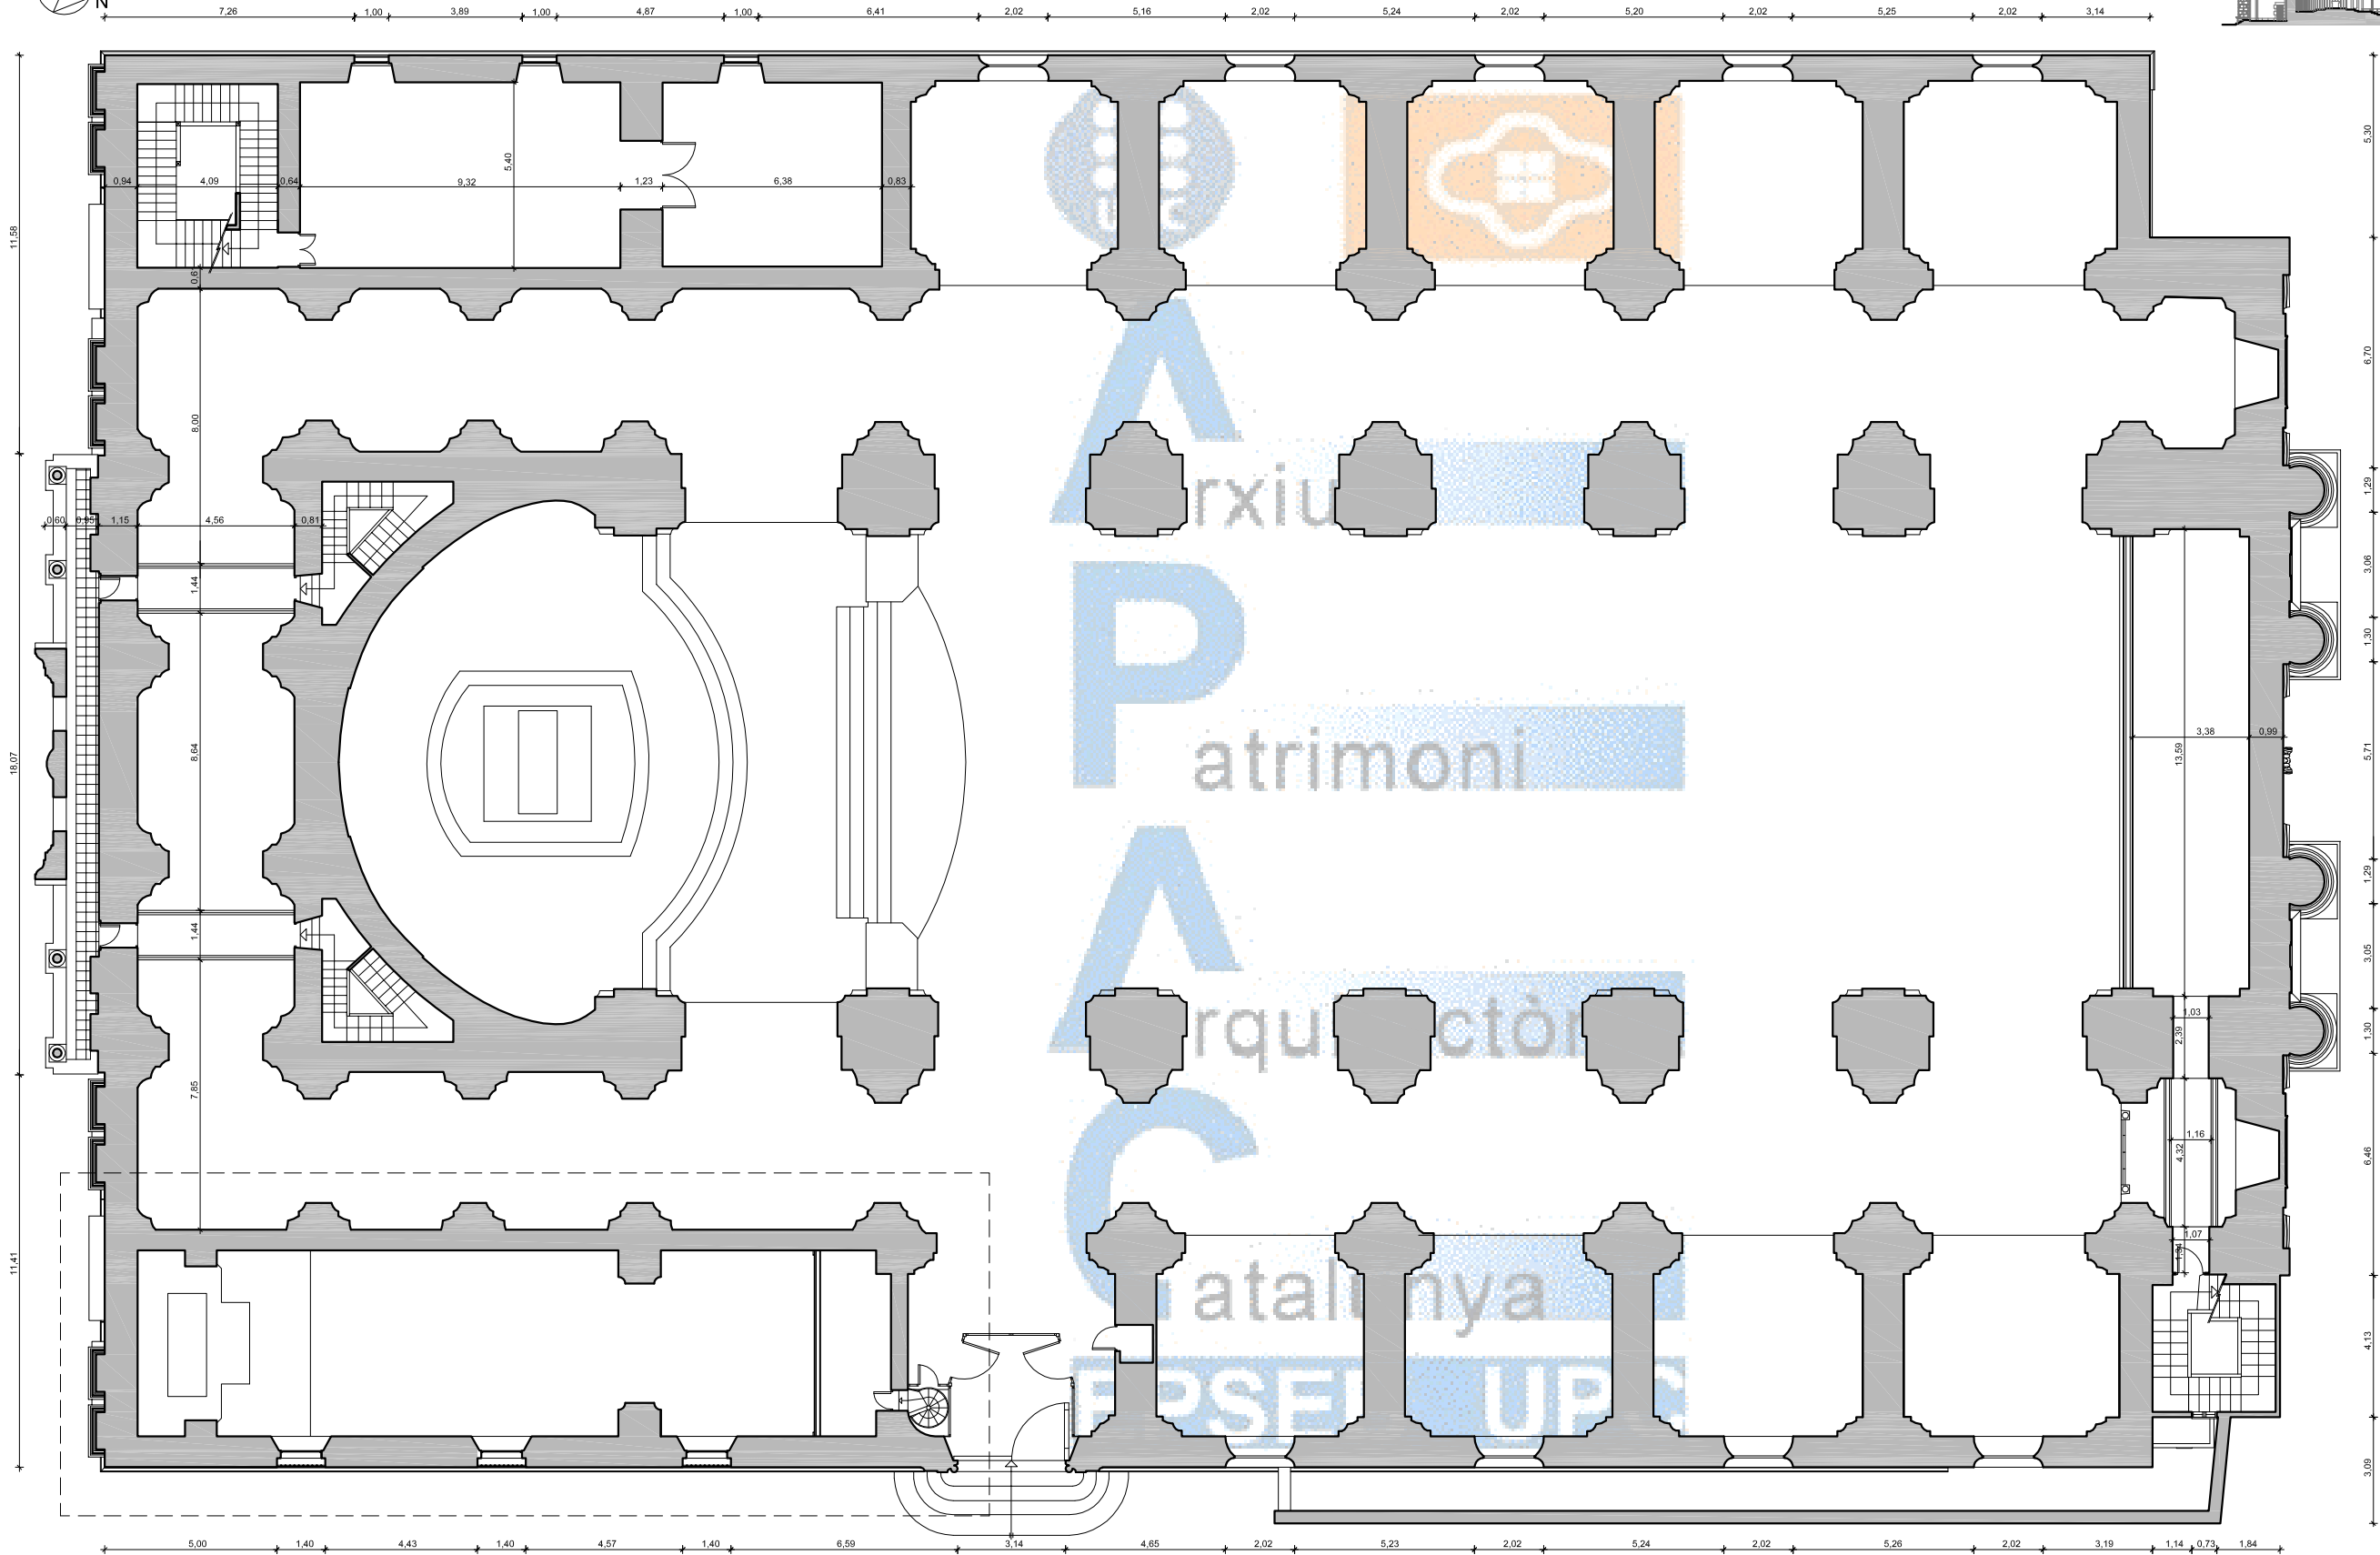 N
7,26 1,00 3,89 1,00 4,87 1,00 6,41 2,02 5,16 2,02 5,24 2,02 5,20 2,02 5,25 2,02 3,14
5,30
5,40
0,94 4,09 0,64 9,32 1,23 6,38 0,83
11,58
6,70
8,00
Arxiu
0,60 0,95 1,15 4,56 0,81
1,29
3,06
1,44
1,30
Patrimoni
8,64
18,07
13,59
3,38 0,99
5,71
1,29
1,44
3,05
1,03
Arquitectòn
2,39
1,30
7,85
1,16
4,32
6,46
1,07
11,41
Catalunya
4,13
EPSEB UPC
3,09
5,00 1,40 4,43 1,40 4,57 1,40 6,59 3,14 4,65 2,02 5,23 2,02 5,24 2,02 5,26 2,02 3,19 1,14 0,73 1,84